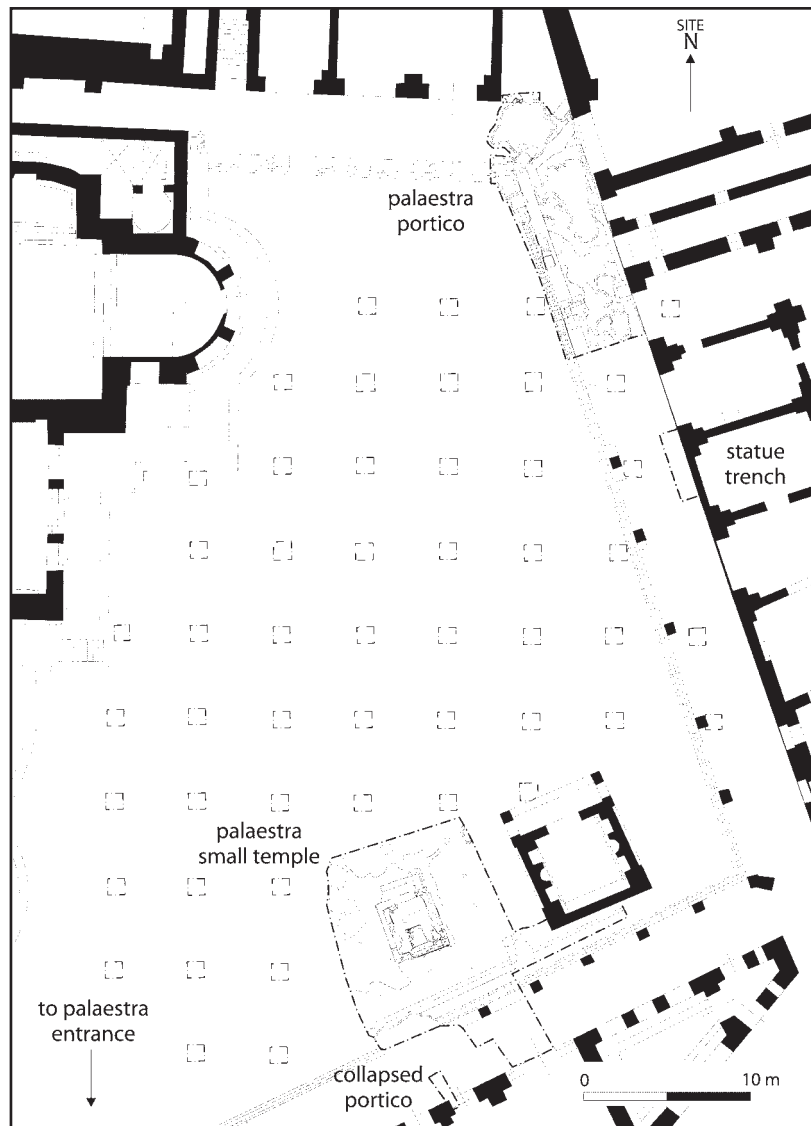 SITE
N
palaestra
portico
statue
trench
palaestra
small temple
to palaestra
entrance
collapsed
portico
0
10 m